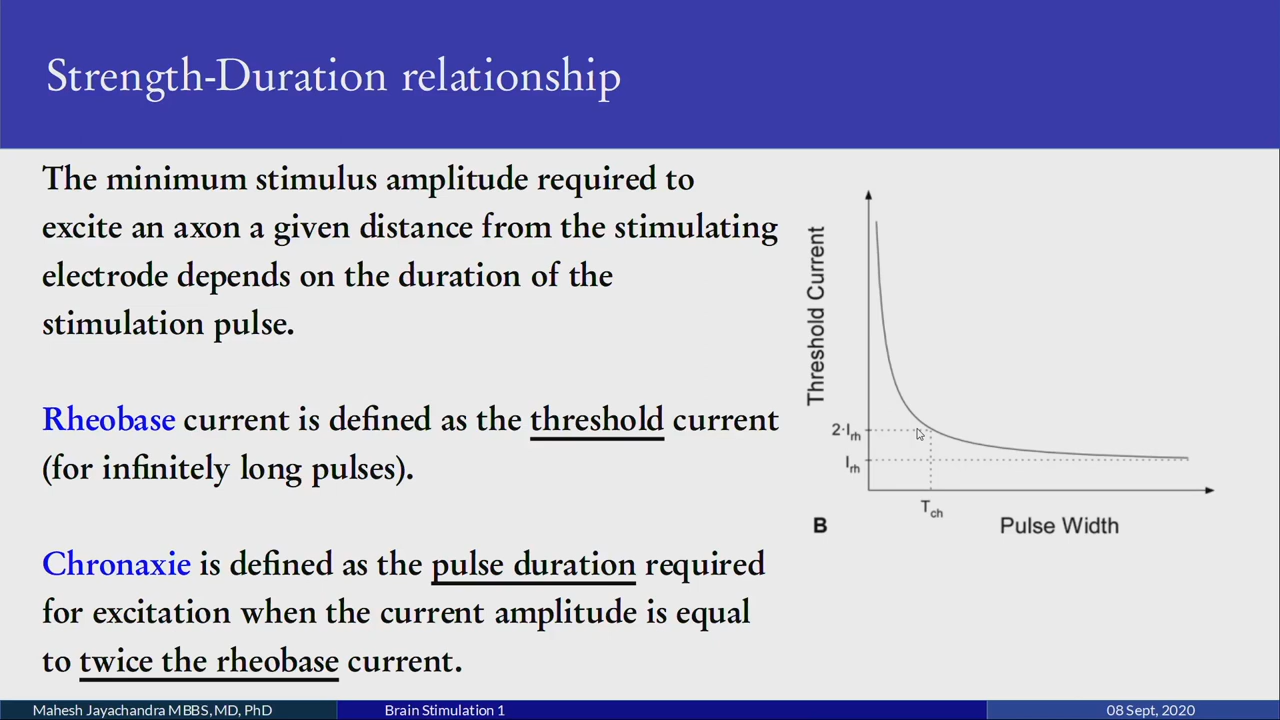 Strength-Duration relationship
The minimum stimulus amplitude required to
excite an axon a given distance from the stimulating
electrode depends on the duration of the
stimulation pulse.
Rheobase current is defined as the threshold current
(for infinitely long pulses).
Chronaxie is defined as the pulse duration required
for excitation when the current amplitude is equal
to twice the rheobase current.
Threshold Current
2·Irh
Irh
Tch
B
Pulse Width
Mahesh Jayachandra MBBS, MD, PhD
Brain Stimulation 1
08 Sept, 2020